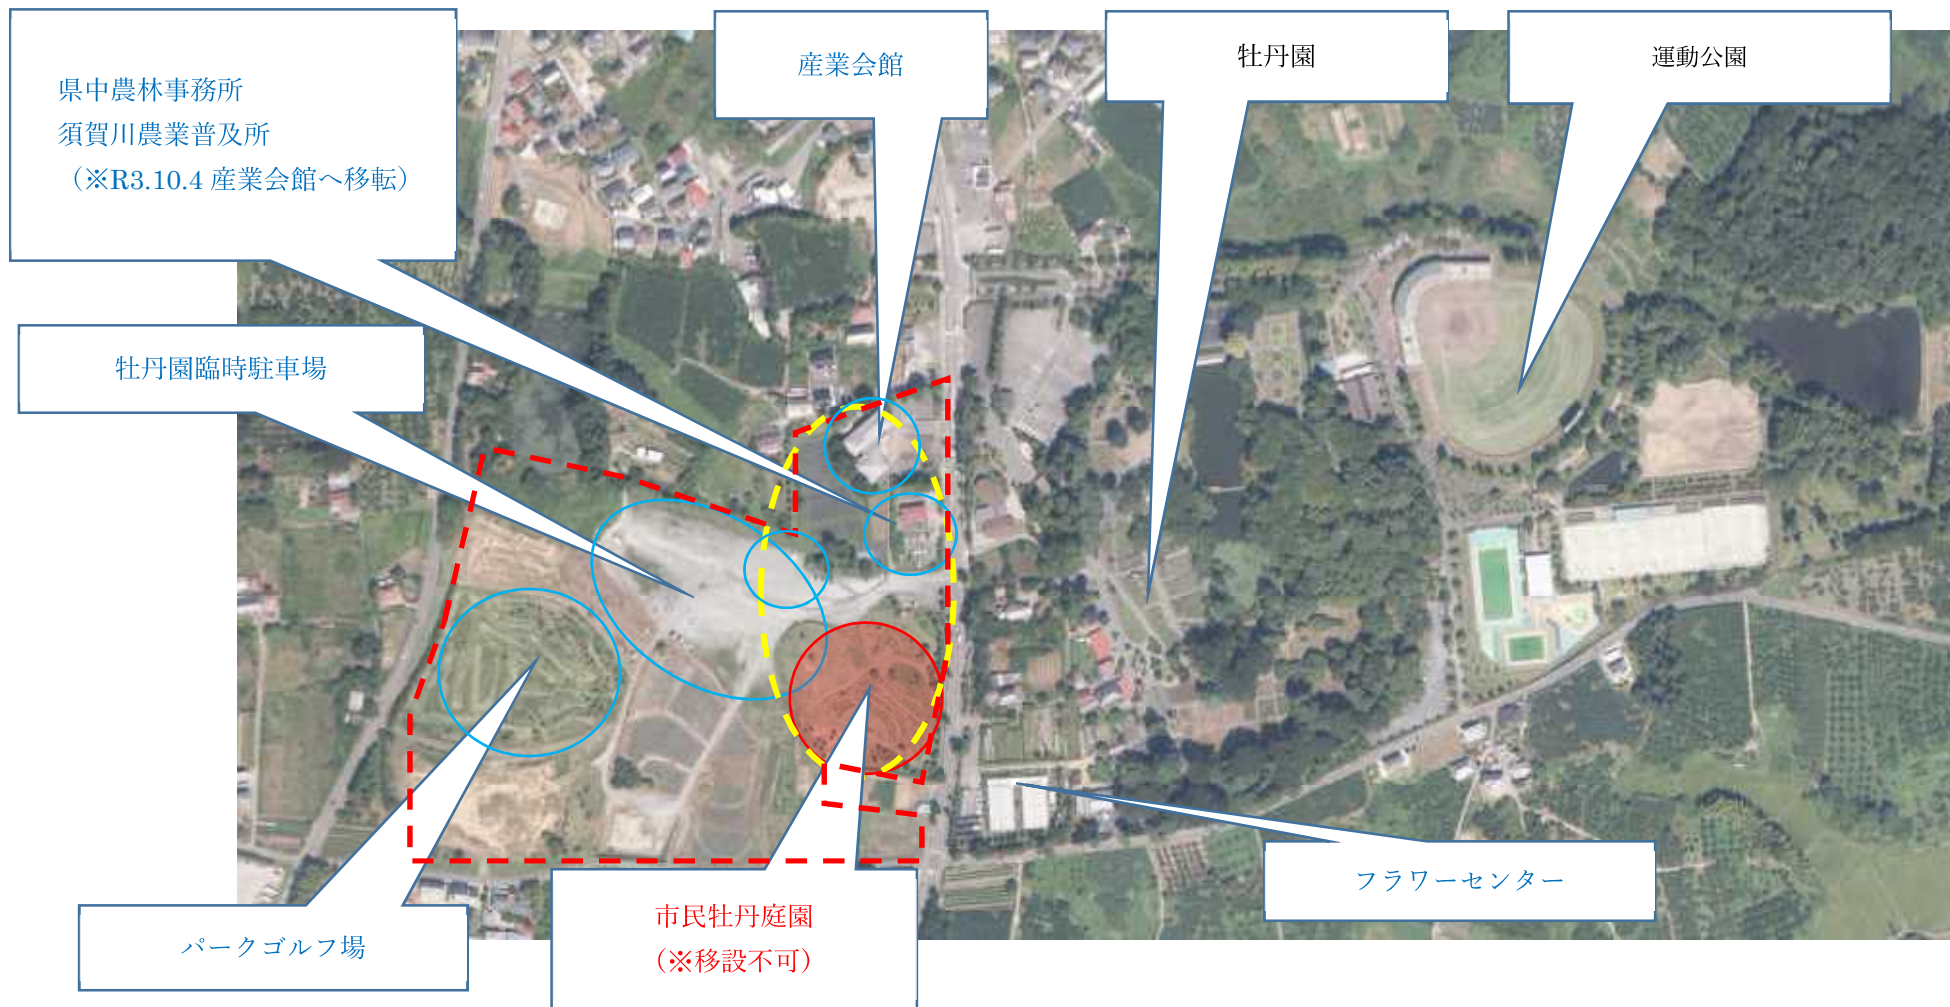 県中農林事務所
須賀川農業普及所
（※R3.10.4 産業会館へ移転）
産業会館
牡丹園
運動公園
牡丹園臨時駐車場
フラワーセンター
パークゴルフ場
市民牡丹庭園
（※移設不可）